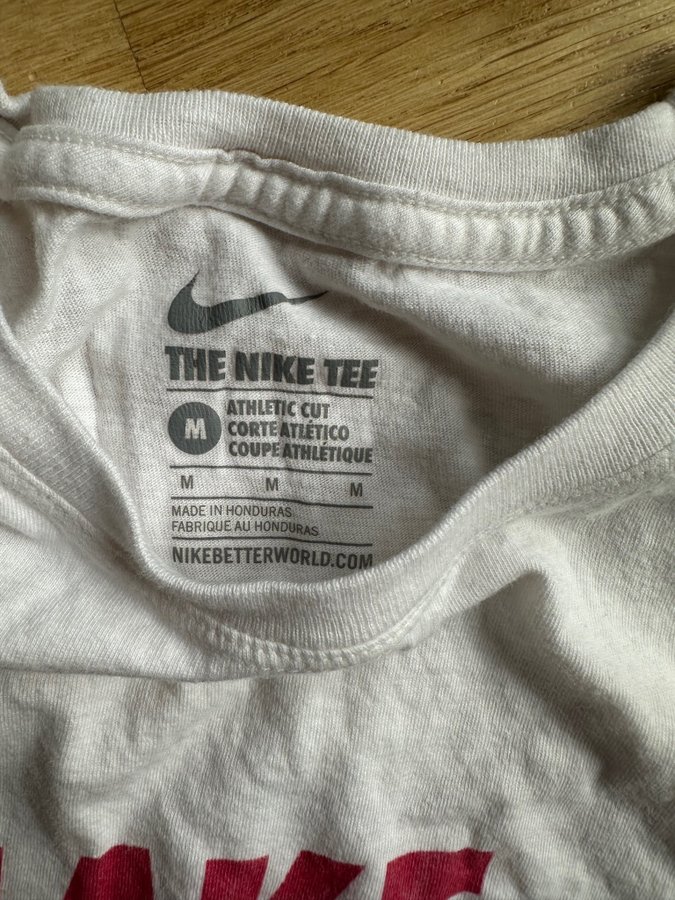 THE NIKE TEE
M
ATHLETIC CUT
CORTE ATLÉTICO
COUPE ATHLÉTIQUE
M M M
MADE IN HONDURAS
FABRIQUE AU HONDURAS
NIKEBETTERWORLD.COM